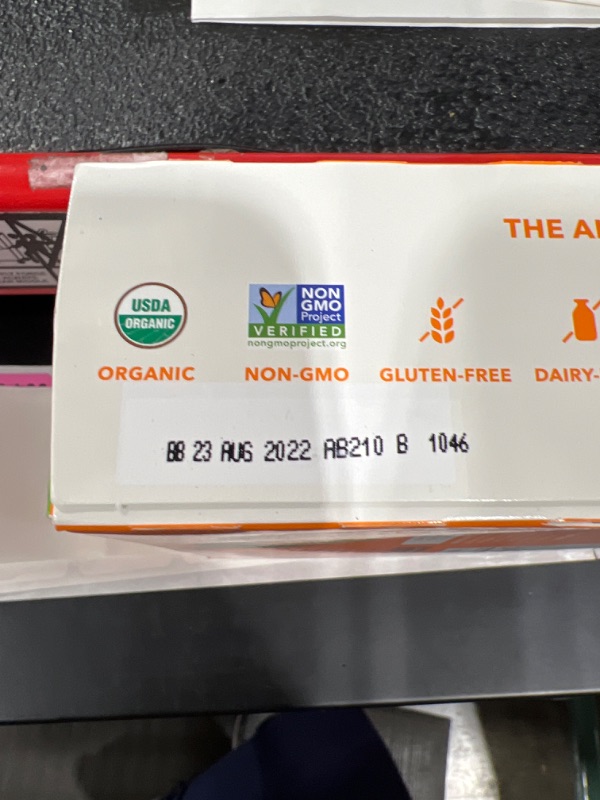 THE A
USDA
ORGANIC
NON
GMO
Project
VERIFIED
nongmoproject.org
ORGANIC
NON-GMO
GLUTEN-FREE
DAIRY-
BB 23 AUG 2022 AB210 B 1046